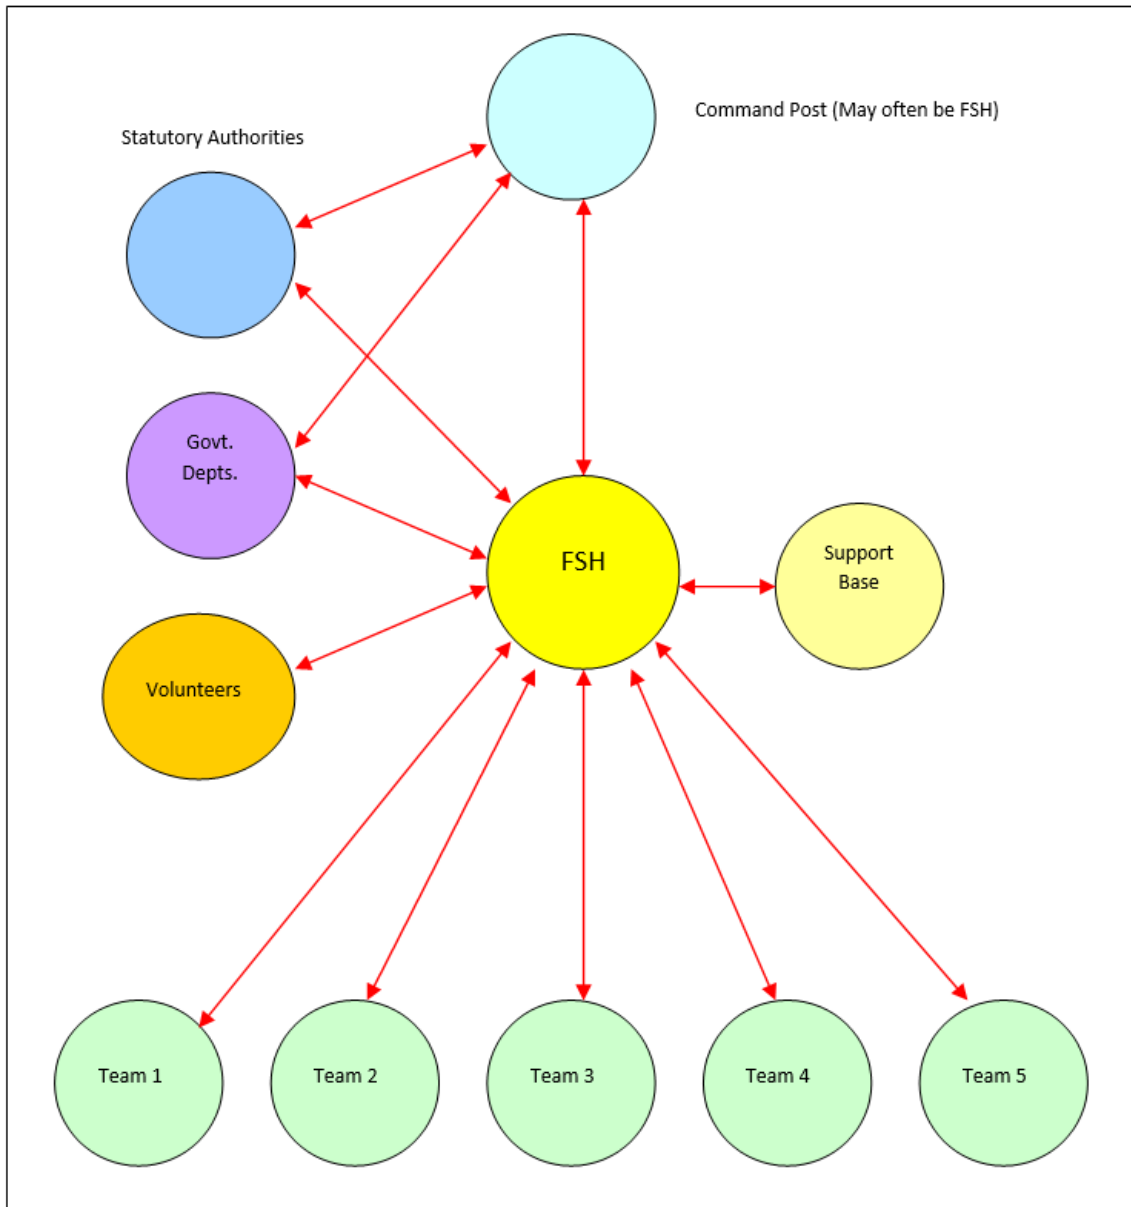 Command Post (May often be FSH)
Statutory Authorities
Govt.
Depts.
FSH
Support
Base
Volunteers
Team 1
Team 2
Team 3
Team 4
Team 5